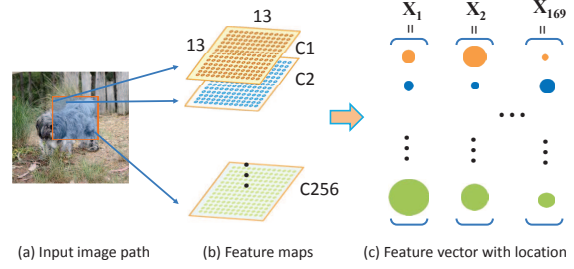 13
13
C1
C2
C256
X1 X2 X169
= = =
...
(a) Input image path (b) Feature maps (c) Feature vector with location